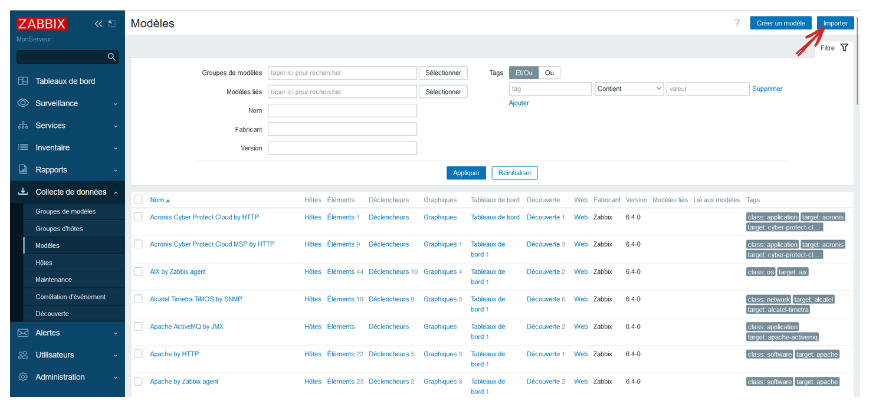 ZABBIX
MonServeur
Tableaux de bord
Surveillance
Services
Inventaire
Rapports
Collecte de données
Groupes de modèles
Groupes d'hôtes
Modèles
Hôtes
Maintenance
Corrélation d'évènement
Découverte
Alertes
Utilisateurs
Administration
Modèles
? Créer un modèle Importer
Filtre
Groupes de modèles taper ici pour rechercher Sélectionner
Modèles liés taper ici pour rechercher Sélectionner
Nom
Fabricant
Version
Tags Et/Ou Ou
tag Contient valeur Supprimer
Ajouter
Appliquer Réinitialiser
Nom Hôtes Éléments Déclencheurs Graphiques Tableaux de bord Découverte Web Fabricant Version Modèles liés Lié aux modèles Tags
Acronis Cyber Protect Cloud by HTTP Hôtes Éléments 1 Déclencheurs Graphiques Tableaux de bord Découverte 1 Web Zabbix 6.4-0 class: application target: acronis
target: cyber-protect-cl...
Acronis Cyber Protect Cloud MSP by HTTP Hôtes Éléments 9 Déclencheurs Graphiques 1 Tableaux de Découverte 3 Web Zabbix 6.4-0 class: application target: acronis
bord 1 target: cyber-protect-cl...
AIX by Zabbix agent Hôtes Éléments 44 Déclencheurs 10 Graphiques 4 Tableaux de Découverte 2 Web Zabbix 6.4-0 class: os target: aix
bord 1
Alcatel Timetra TiMOS by SNMP Hôtes Éléments 19 Déclencheurs 9 Graphiques 3 Tableaux de Découverte 6 Web Zabbix 6.4-0 class: network target: alcatel
bord 1 target: alcatel-timetra
Apache ActiveMQ by JMX Hôtes Éléments Déclencheurs Graphiques Tableaux de bord Découverte 2 Web Zabbix 6.4-0 class: application
target: apache-activemq
Apache by HTTP Hôtes Éléments 22 Déclencheurs 5 Graphiques 3 Tableaux de Découverte 1 Web Zabbix 6.4-0 class: software target: apache
bord 1
Apache by Zabbix agent Hôtes Éléments 23 Déclencheurs 2 Graphiques 3 Tableaux de Découverte 2 Web Zabbix 6.4-0 class: software target: apache
bord 1